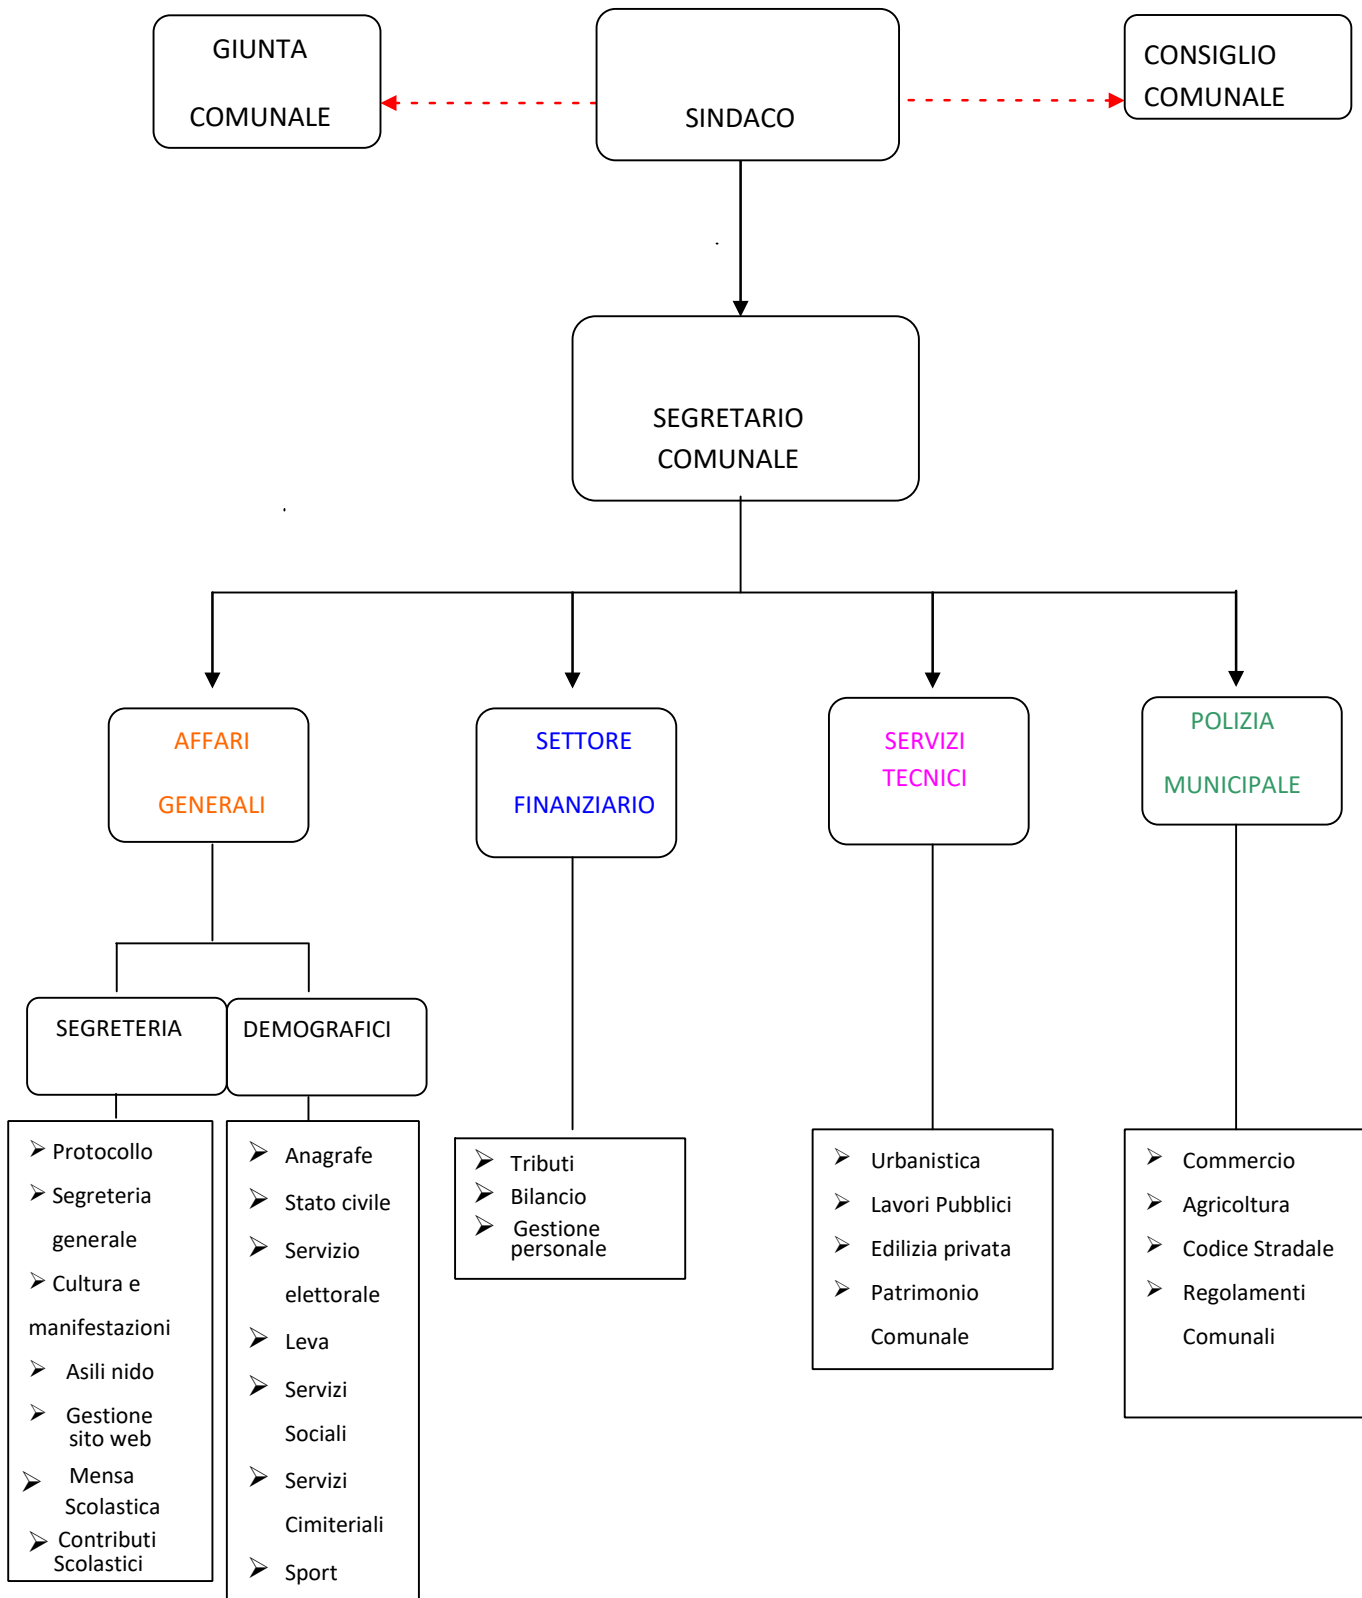 GIUNTA
COMUNALE
SINDACO
CONSIGLIO
COMUNALE
SEGRETARIO
COMUNALE
AFFARI
GENERALI
SETTORE
FINANZIARIO
SERVIZI
TECNICI
POLIZIA
MUNICIPALE
SEGRETERIA
DEMOGRAFICI
Protocollo
Segreteria
generale
Cultura e
manifestazioni
Asili nido
Gestione
sito web
Mensa
Scolastica
Contributi
Scolastici
Anagrafe
Stato civile
Servizio
elettorale
Leva
Servizi
Sociali
Servizi
Cimiteriali
Sport
Tributi
Bilancio
Gestione
personale
Urbanistica
Lavori Pubblici
Edilizia privata
Patrimonio
Comunale
Commercio
Agricoltura
Codice Stradale
Regolamenti
Comunali